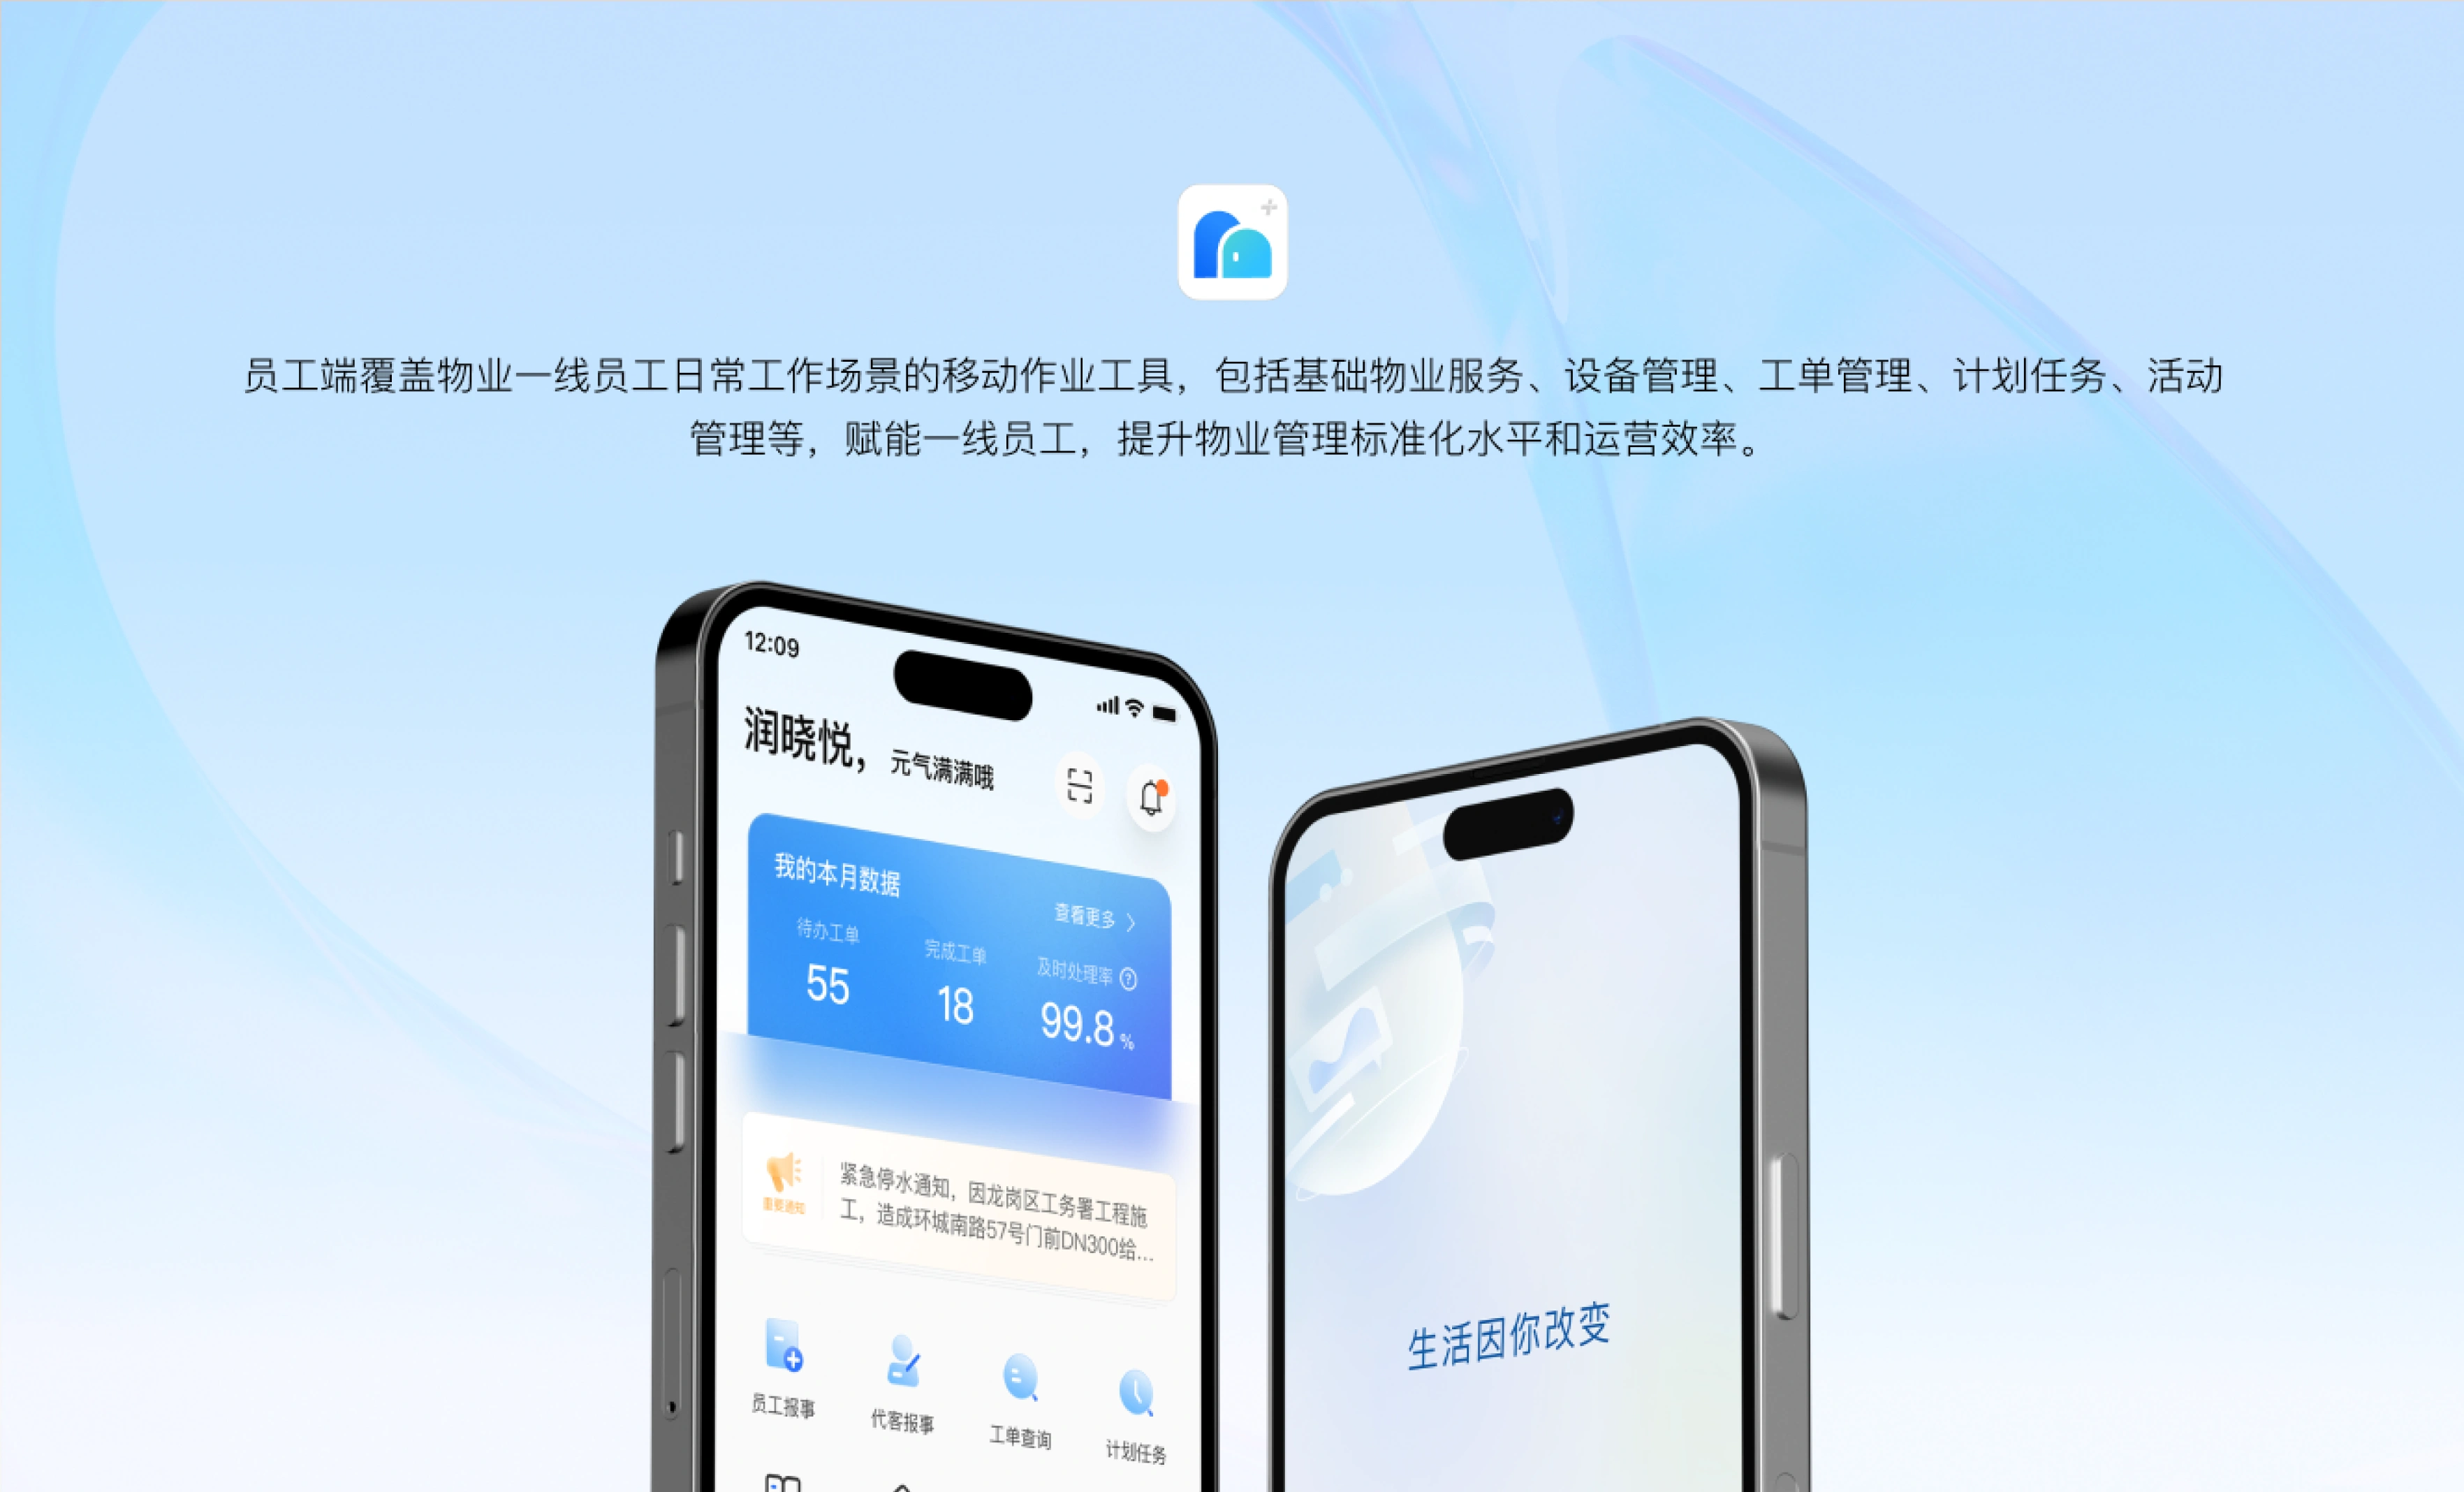 员工端覆盖物业一线员工日常工作场景的移动作业工具，包括基础物业服务、设备管理、工单管理、计划任务、活动
管理等，赋能一线员工，提升物业管理标准化水平和运营效率。
12:09
润晓悦，元气满满哦
我的本月数据
查看更多
待办工单 完成工单 及时处理率
55 18 99.8%
重要通知
紧急停水通知，因龙岗区工务署工程施
工，造成环城南路57号门前DN300给...
员工报事 代客报事 工单查询 计划任务
生活因你改变